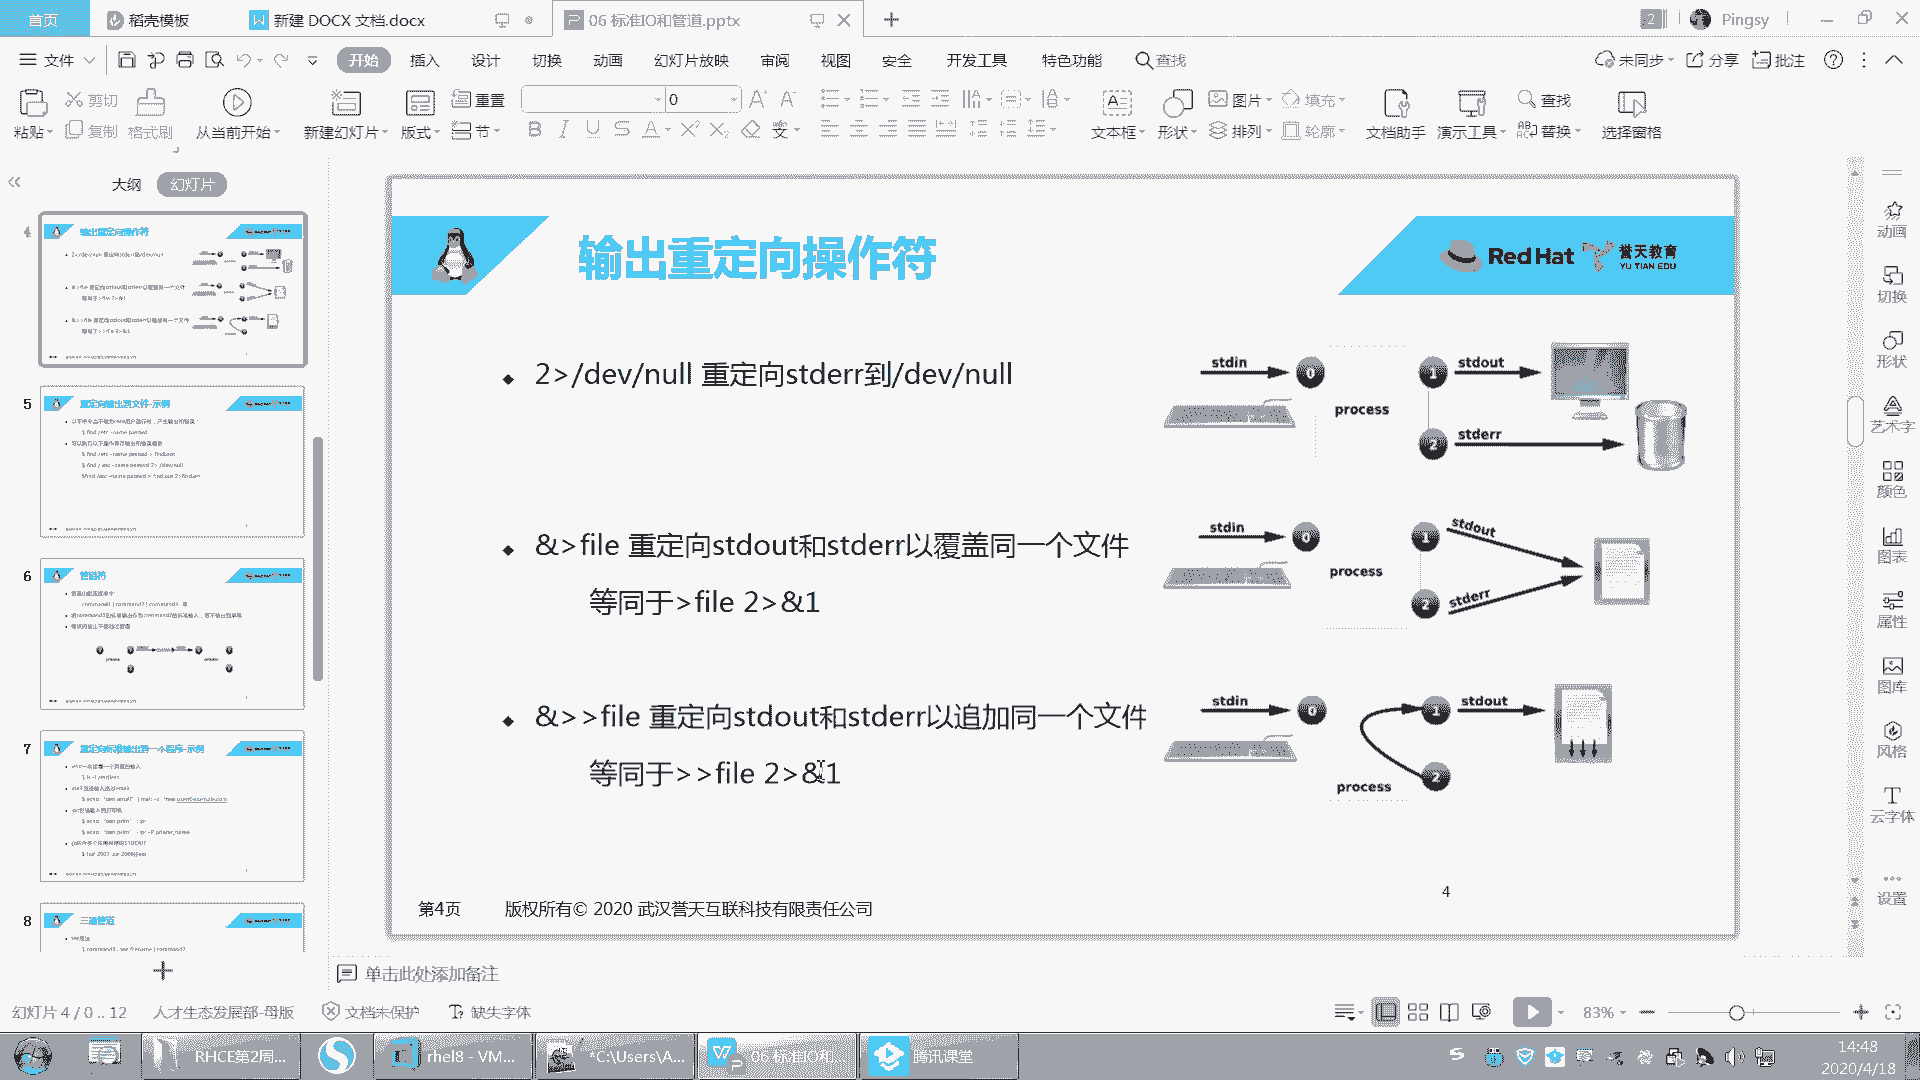 首页
稻壳模板
新建 DOCX 文档.docx
06 标准IO和管道.pptx
2
Pingsy
文件
开始
插入
设计
切换
动画
幻灯片放映
审阅
视图
安全
开发工具
特色功能
查找
未同步
分享
批注
粘贴
剪切
复制
格式刷
从当前开始
新建幻灯片
版式
重置
节
0
文本框
形状
图片
排列
填充
轮廓
文档助手
演示工具
查找
替换
选择窗格
大纲
幻灯片
4
输出重定向操作符
5
重定向输出到文件-示例
6
管道符
7
重定向标准输出到一个程序-示例
8
三通管道
输出重定向操作符
Red Hat
誉天教育
YU TIAN EDU
2>/dev/null 重定向stderr到/dev/null
stdin
0
process
1
stdout
2
stderr
&>file 重定向stdout和stderr以覆盖同一个文件
等同于>file 2>&1
stdin
0
process
1
stdout
2
stderr
&>>file 重定向stdout和stderr以追加同一个文件
等同于>>file 2>&1
stdin
0
process
1
stdout
2
4
第4页
版权所有© 2020 武汉誉天互联科技有限责任公司
动画
切换
形状
艺术字
颜色
图表
属性
图库
风格
云字体
设置
单击此处添加备注
幻灯片 4 / 0 .. 12
人才生态发展部-母版
文档未保护
缺失字体
83%
RHCE第2周...
rhel8 - VM...
*C:\Users\A...
06 标准IO和...
腾讯课堂
14:48
2020/4/18